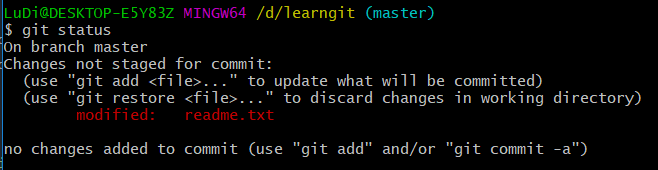 LuDi@DESKTOP-E5Y83Z MINGW64 /d/learngit (master)
$ git status
On branch master
Changes not staged for commit:
  (use "git add <file>..." to update what will be committed)
  (use "git restore <file>..." to discard changes in working directory)
        modified:   readme.txt

no changes added to commit (use "git add" and/or "git commit -a")